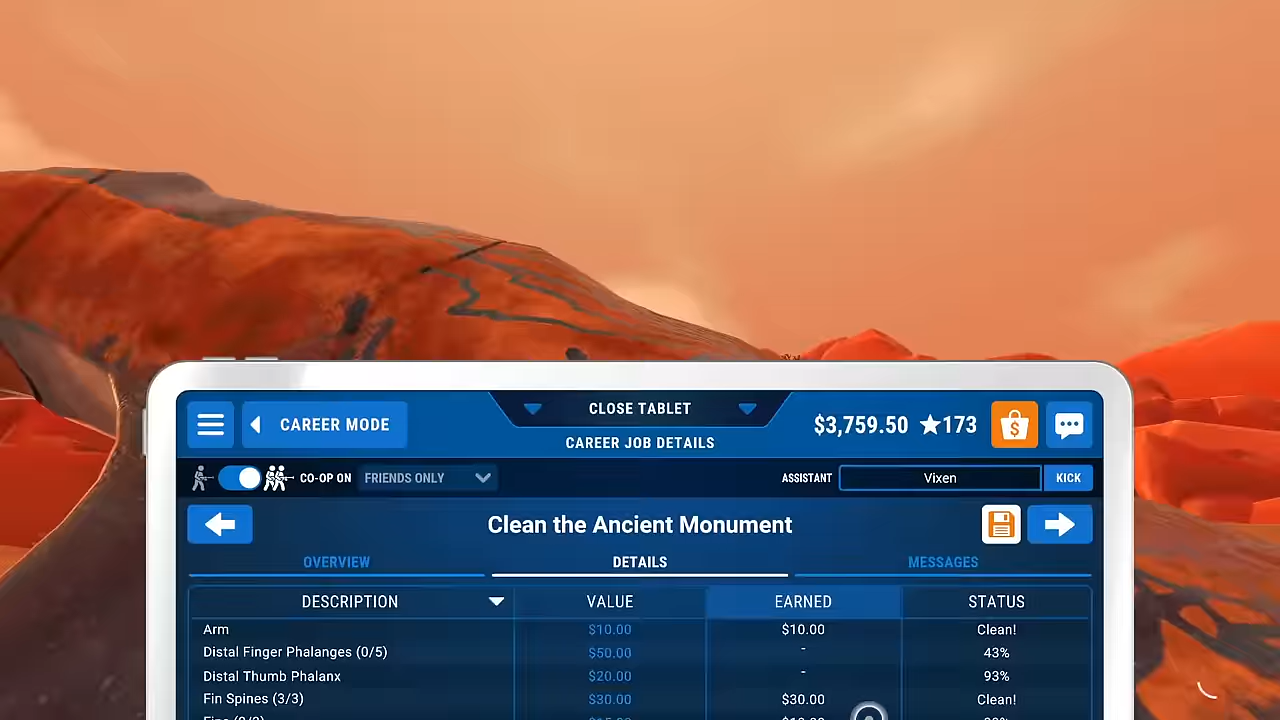 CLOSE TABLET
CAREER MODE
$3,759.50 ★173
CAREER JOB DETAILS
CO-OP ON FRIENDS ONLY ASSISTANT Vixen KICK
Clean the Ancient Monument
OVERVIEW DETAILS MESSAGES
DESCRIPTION VALUE EARNED STATUS
Arm $10.00 $10.00 Clean!
Distal Finger Phalanges (0/5) $50.00 - 43%
Distal Thumb Phalanx $20.00 - 93%
Fin Spines (3/3) $30.00 $30.00 Clean!